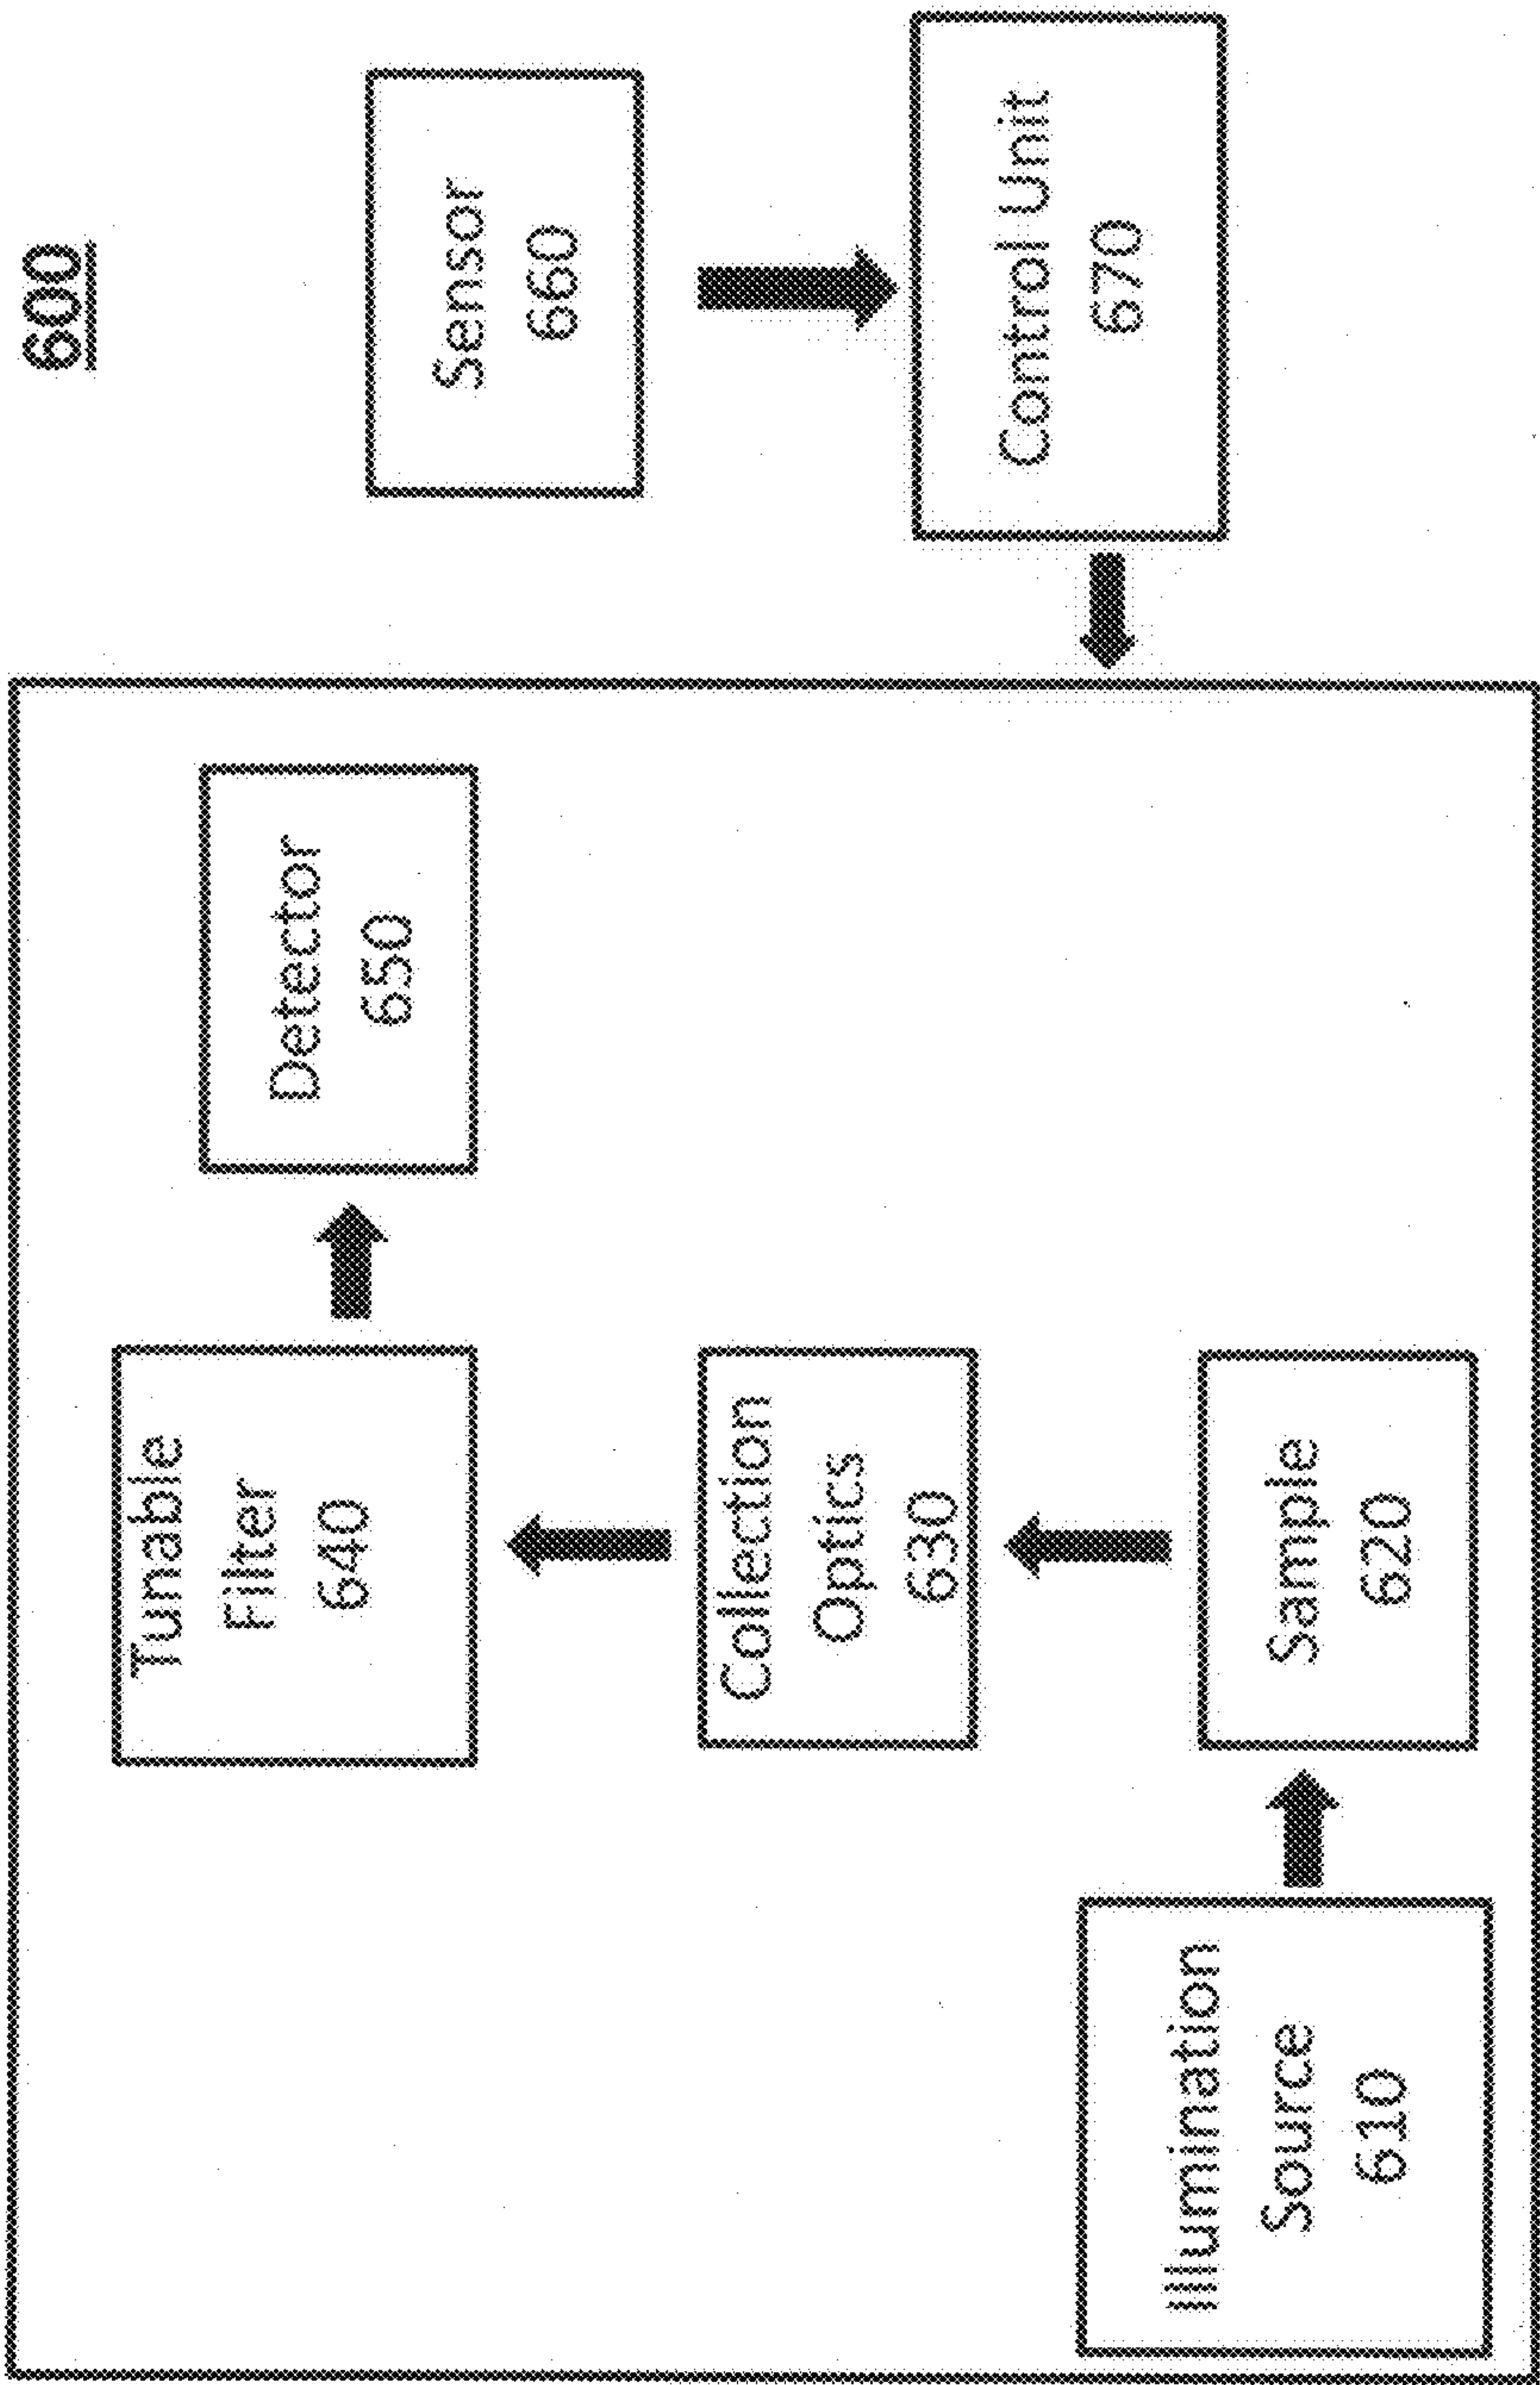 600
Tunable
Filter
640
Detector
650
Sensor
660
Collection
Optics
630
Control Unit
670
Illumination
Source
610
Sample
620